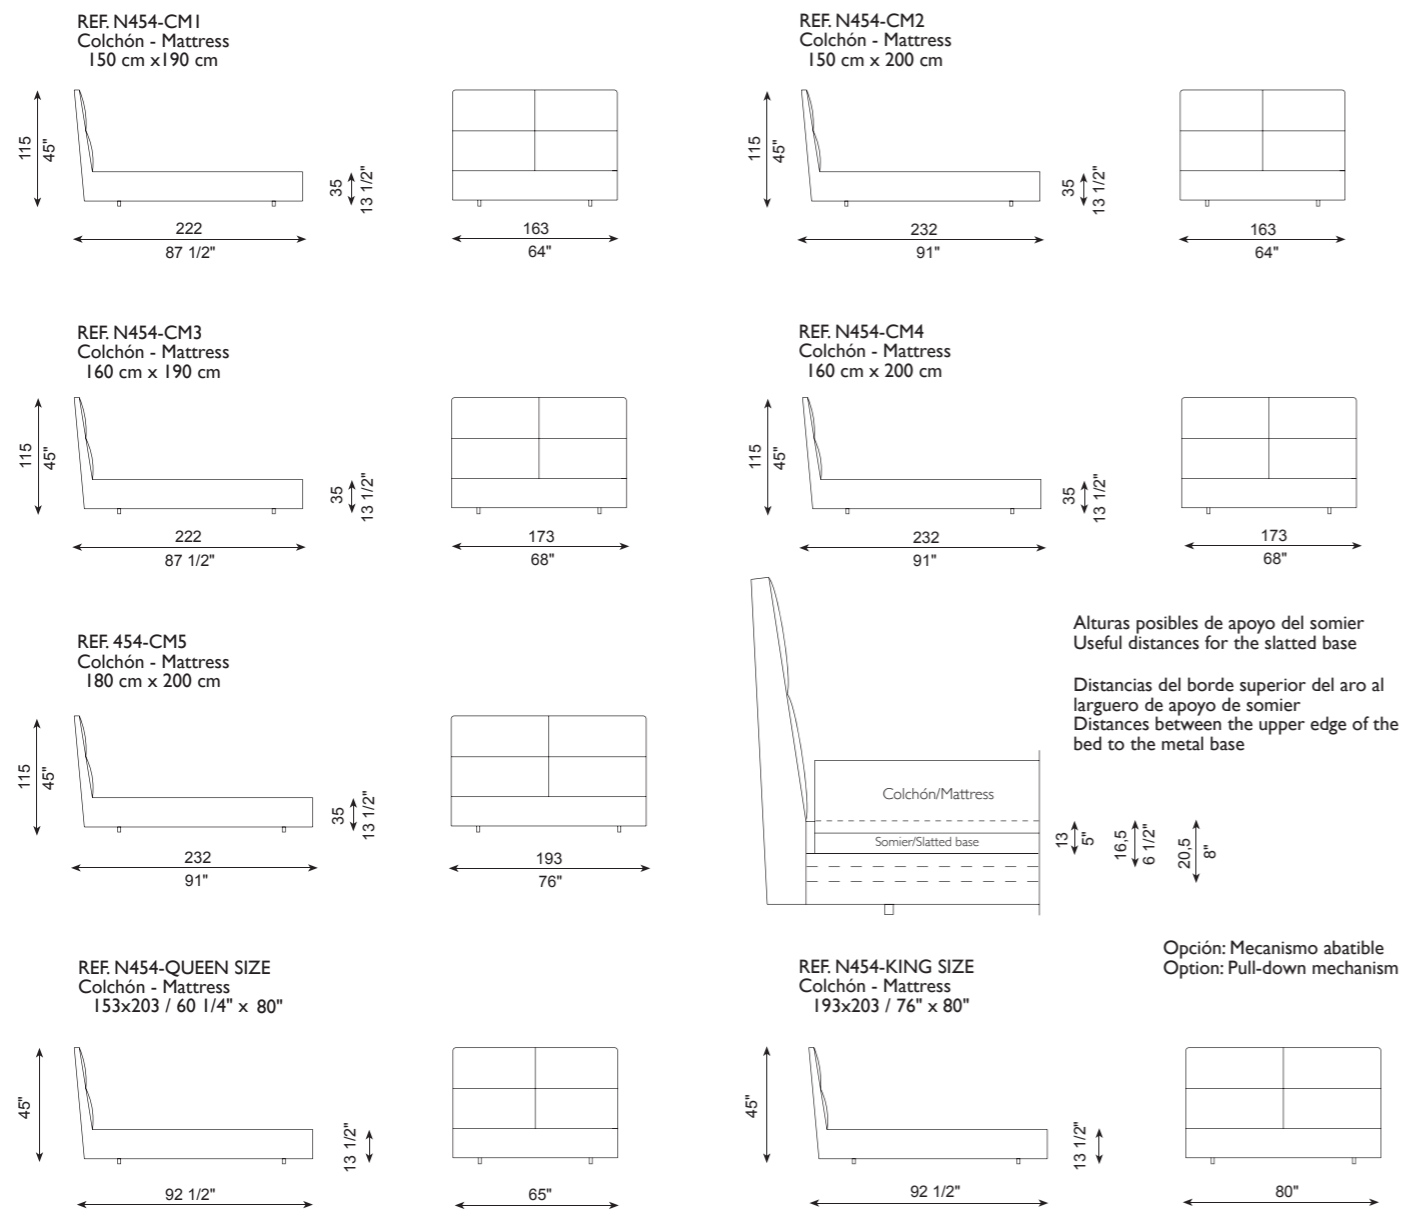 REF. N454-CM1
Colchón - Mattress
150 cm x190 cm
115
45"
222
87 1/2"
35
13 1/2"
163
64"
REF. N454-CM2
Colchón - Mattress
150 cm x 200 cm
115
45"
232
91"
35
13 1/2"
163
64"
REF. N454-CM3
Colchón - Mattress
160 cm x 190 cm
115
45"
222
87 1/2"
35
13 1/2"
173
68"
REF. N454-CM4
Colchón - Mattress
160 cm x 200 cm
115
45"
232
91"
35
13 1/2"
173
68"
REF. 454-CM5
Colchón - Mattress
180 cm x 200 cm
115
45"
232
91"
35
13 1/2"
193
76"
Alturas posibles de apoyo del somier
Useful distances for the slatted base
Distancias del borde superior del aro al
larguero de apoyo de somier
Distances between the upper edge of the
bed to the metal base
Colchón/Mattress
Somier/Slatted base
13
5"
16,5
6 1/2"
20,5
8"
Opción: Mecanismo abatible
Option: Pull-down mechanism
REF. N454-QUEEN SIZE
Colchón - Mattress
153x203 / 60 1/4" x 80"
45"
92 1/2"
13 1/2"
65"
REF. N454-KING SIZE
Colchón - Mattress
193x203 / 76" x 80"
45"
92 1/2"
13 1/2"
80"